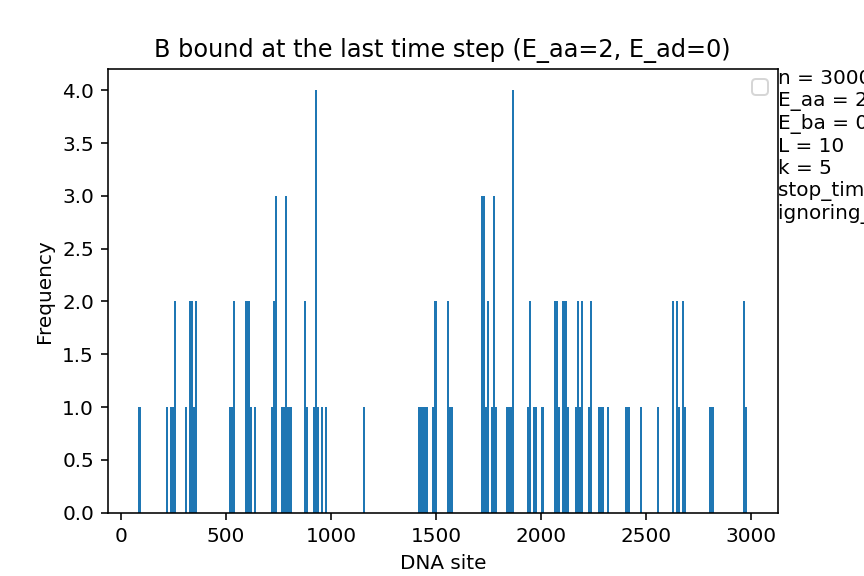 B bound at the last time step (E_aa=2, E_ad=0)
n = 3000
E_aa = 2
E_ba = 0
L = 10
k = 5
stop_tim
ignoring_
4.0
3.5
3.0
2.5
2.0
1.5
1.0
0.5
0.0
Frequency
0 500 1000 1500 2000 2500 3000
DNA site